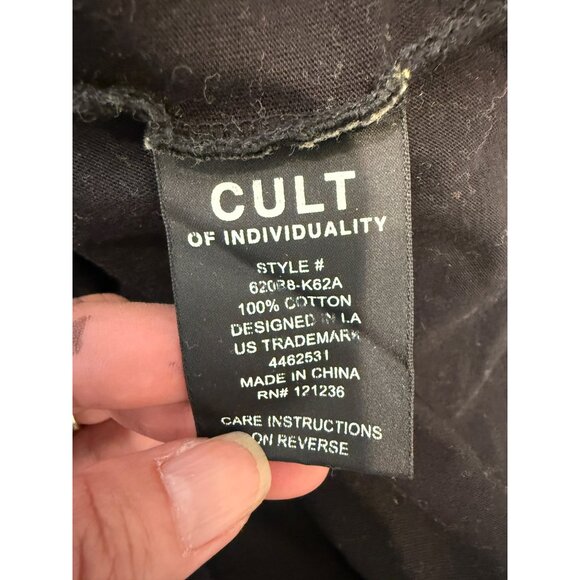 CULT
OF INDIVIDUALITY
STYLE #
620B8-K62A
100% COTTON
DESIGNED IN LA
US TRADEMARK
4462531
MADE IN CHINA
RN# 121236
CARE INSTRUCTIONS
ON REVERSE